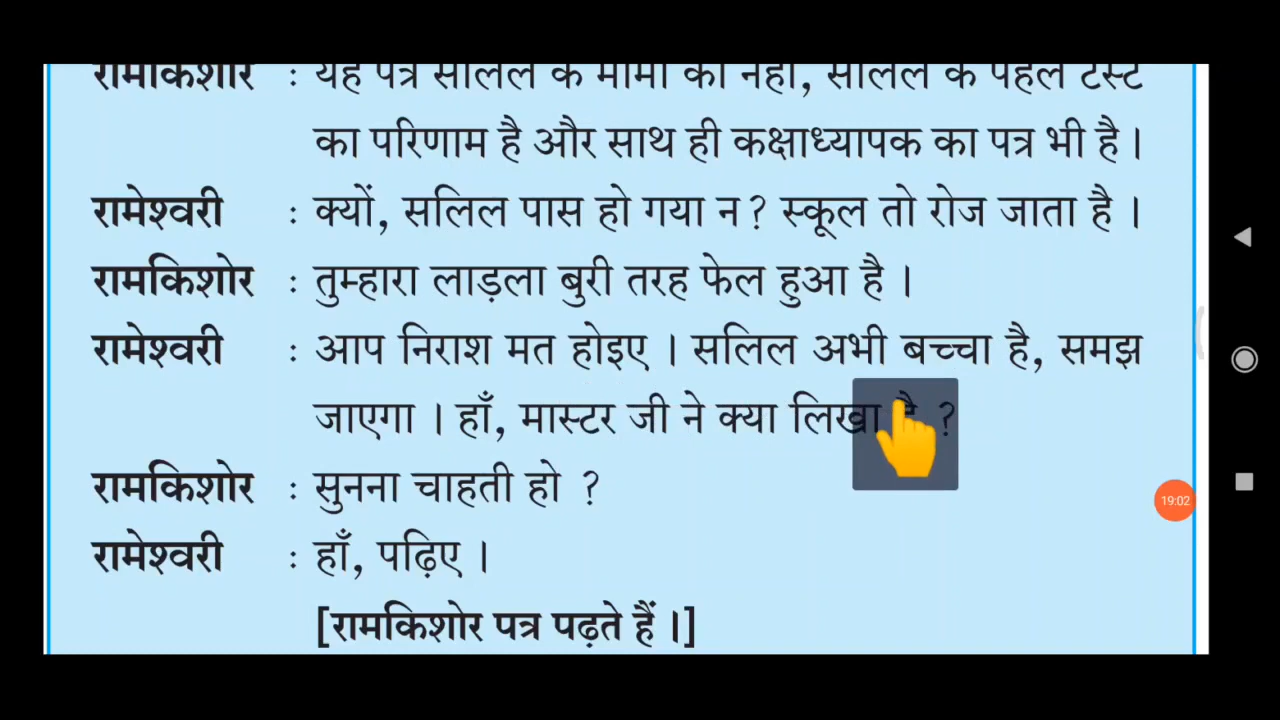 रामकिशोर : यह पत्र सलिल के मामा का नहीं, सलिल के पहले टेस्ट
का परिणाम है और साथ ही कक्षाध्यापक का पत्र भी है ।
रामेश्वरी : क्यों, सलिल पास हो गया न ? स्कूल तो रोज जाता है ।
रामकिशोर : तुम्हारा लाड़ला बुरी तरह फेल हुआ है ।
रामेश्वरी : आप निराश मत होइए । सलिल अभी बच्चा है, समझ
जाएगा । हाँ, मास्टर जी ने क्या लिखा है ?
रामकिशोर : सुनना चाहती हो ?
19:02
रामेश्वरी : हाँ, पढ़िए ।
[रामकिशोर पत्र पढ़ते हैं ।]